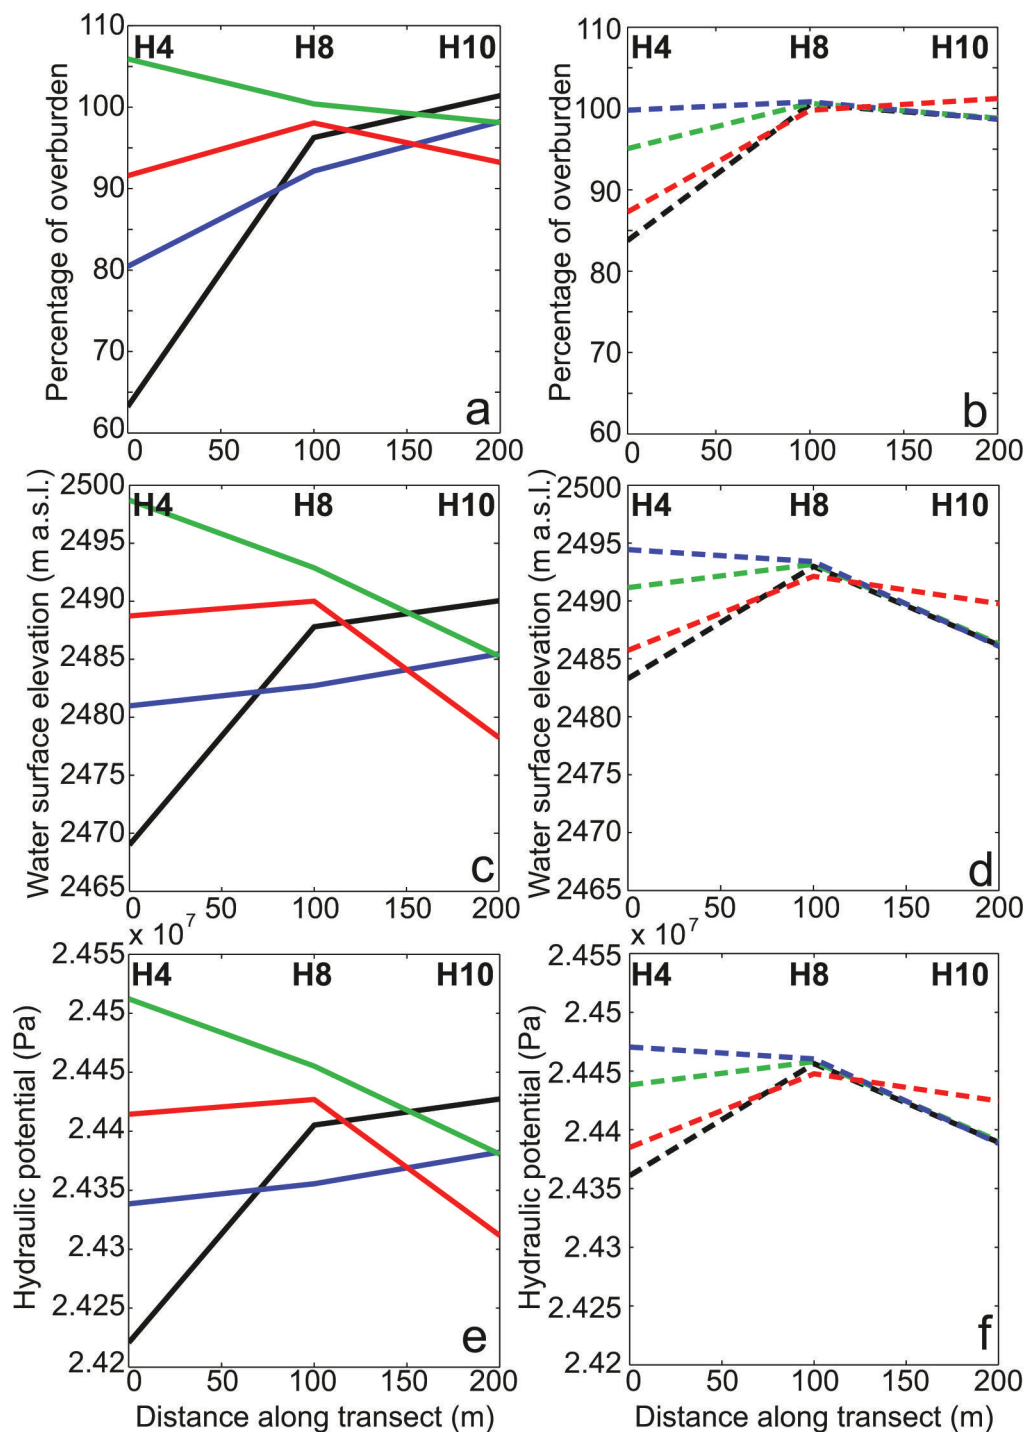 110
100
90
80
70
60
Percentage of overburden
H4 H8 H10
a
0 50 100 150 200
110
100
90
80
70
60
Percentage of overburden
H4 H8 H10
b
0 50 100 150 200
2500
2495
2490
2485
2480
2475
2470
2465
Water surface elevation (m a.s.l.)
H4 H8 H10
c
0 50 100 150 200
2500
2495
2490
2485
2480
2475
2470
2465
Water surface elevation (m a.s.l.)
H4 H8 H10
d
0 50 100 150 200
x 10⁷
2.455
2.45
2.445
2.44
2.435
2.43
2.425
2.42
Hydraulic potential (Pa)
H4 H8 H10
e
0 50 100 150 200
Distance along transect (m)
x 10⁷
2.455
2.45
2.445
2.44
2.435
2.43
2.425
2.42
Hydraulic potential (Pa)
H4 H8 H10
f
0 50 100 150 200
Distance along transect (m)